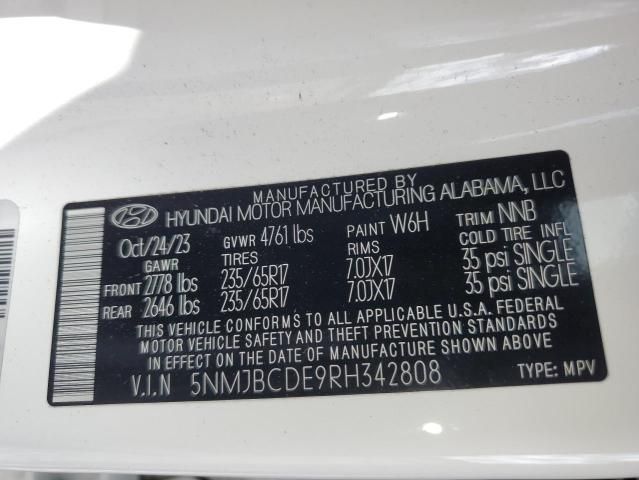 MANUFACTURED BY
HYUNDAI MOTOR MANUFACTURING ALABAMA, LLC
Oct/24/23 GVWR 4761 lbs PAINT W6H TRIM NNB
GAWR TIRES RIMS COLD TIRE INFL
FRONT 2778 lbs 235/65R17 7.0JX17 35 psi SINGLE
REAR 2646 lbs 235/65R17 7.0JX17 35 psi SINGLE
THIS VEHICLE CONFORMS TO ALL APPLICABLE U.S.A. FEDERAL
MOTOR VEHICLE SAFETY AND THEFT PREVENTION STANDARDS
IN EFFECT ON THE DATE OF MANUFACTURE SHOWN ABOVE
V.I.N 5NMJBCDE9RH342808 TYPE: MPV